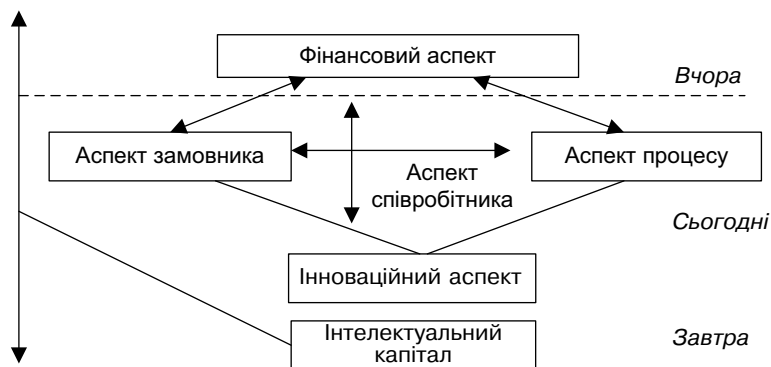 Фінансовий аспект
Вчора
Аспект замовника
Аспект процесу
Аспект
співробітника
Сьогодні
Інноваційний аспект
Інтелектуальний
капітал
Завтра